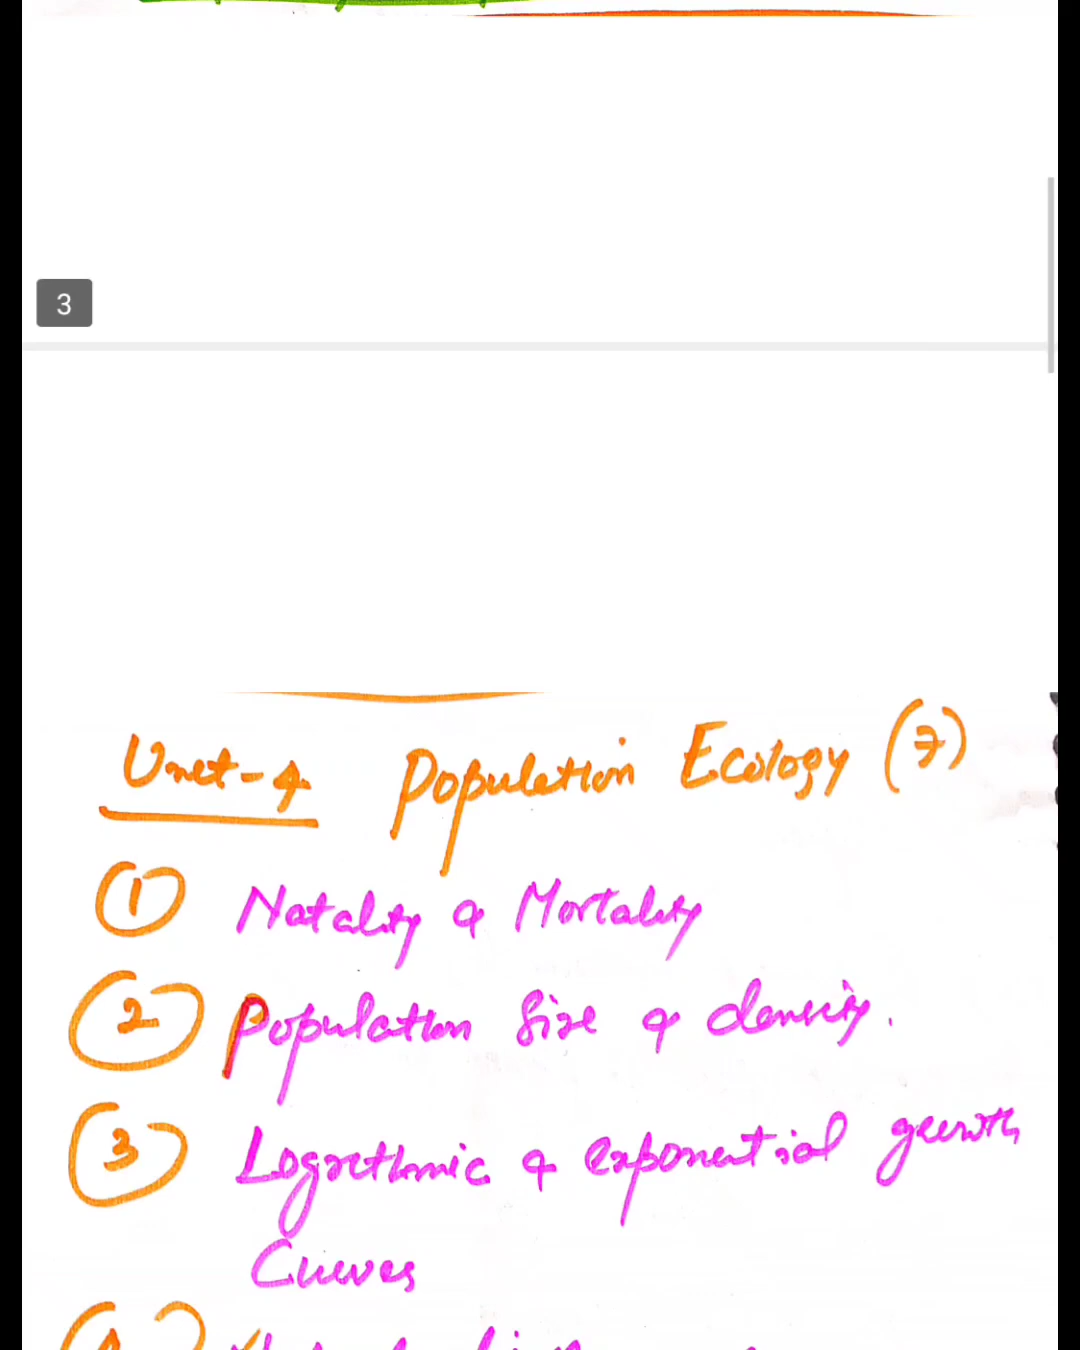 3
Unit-4 Population Ecology (7)
① Natality & Mortality
② Population Size & density.
③ Logarithmic & exponential growth
Curves